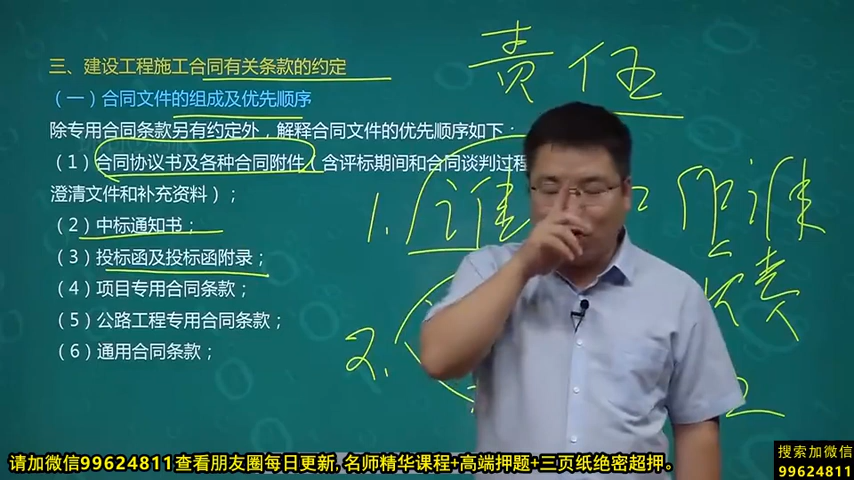 三、建设工程施工合同有关条款的约定
（一）合同文件的组成及优先顺序
除专用合同条款另有约定外，解释合同文件的优先顺序如下：
（1）合同协议书及各种合同附件（含评标期间和合同谈判过程
澄清文件和补充资料）；
（2）中标通知书；
（3）投标函及投标函附录；
（4）项目专用合同条款；
（5）公路工程专用合同条款；
（6）通用合同条款；
责任
1. 谁
谁
责
2.
请加微信99624811查看朋友圈每日更新,名师精华课程+高端押题+三页纸绝密超押。
搜索加微信
99624811